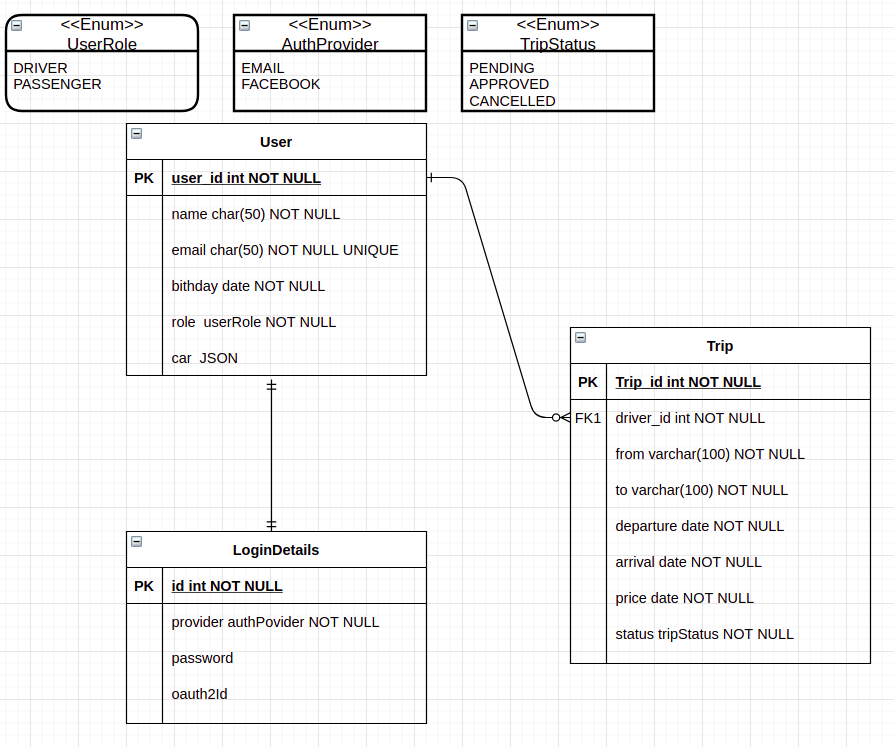 <<Enum>>
UserRole
DRIVER
PASSENGER
<<Enum>>
AuthProvider
EMAIL
FACEBOOK
<<Enum>>
TripStatus
PENDING
APPROVED
CANCELLED
User
PK user_id int NOT NULL
name char(50) NOT NULL
email char(50) NOT NULL UNIQUE
bithday date NOT NULL
role userRole NOT NULL
car JSON
Trip
PK Trip_id int NOT NULL
FK1 driver_id int NOT NULL
from varchar(100) NOT NULL
to varchar(100) NOT NULL
departure date NOT NULL
arrival date NOT NULL
price date NOT NULL
status tripStatus NOT NULL
LoginDetails
PK id int NOT NULL
provider authPovider NOT NULL
password
oauth2Id